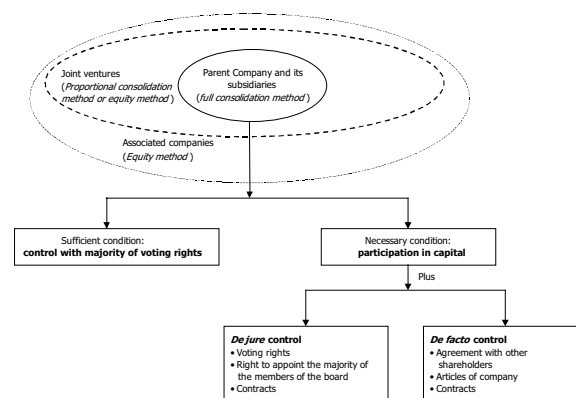 Joint ventures
(Proportional consolidation
method or equity method)
Parent Company and its
subsidiaries
(full consolidation method)
Associated companies
(Equity method)
Sufficient condition:
control with majority of voting rights
Necessary condition:
participation in capital
Plus
De jure control
• Voting rights
• Right to appoint the majority of
the members of the board
• Contracts
De facto control
• Agreement with other
shareholders
• Articles of company
• Contracts